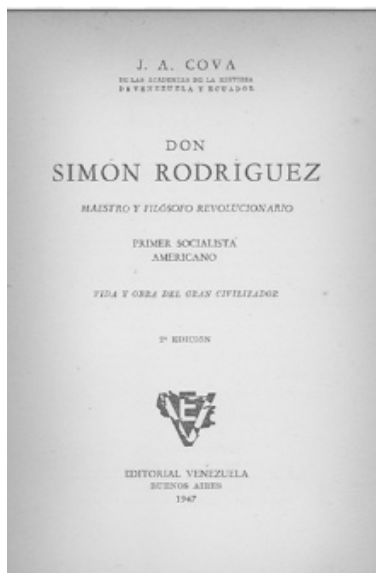 J. A. COVA
DE LAS ACADEMIAS DE LA HISTORIA
DE VENEZUELA Y ECUADOR
DON
SIMÓN RODRÍGUEZ
MAESTRO Y FILÓSOFO REVOLUCIONARIO
PRIMER SOCIALISTA
AMERICANO
VIDA Y OBRA DEL GRAN CIVILIZADOR
2ª EDICIÓN
EDITORIAL VENEZUELA
BUENOS AIRES
1947